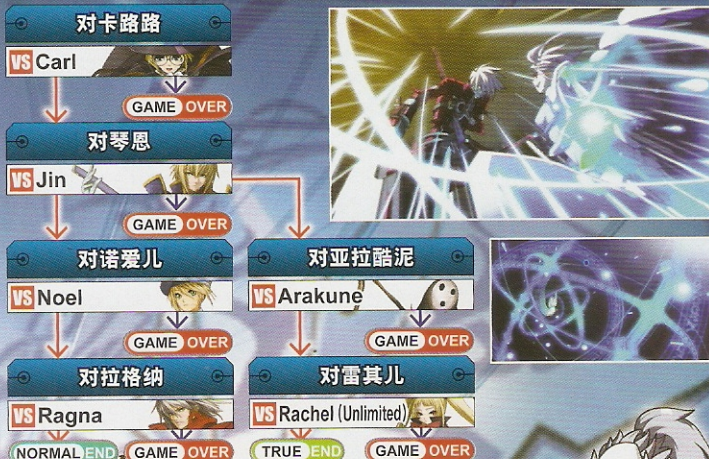 对卡路路
VS Carl
GAME OVER
对琴恩
VS Jin
GAME OVER
对诺爱儿
VS Noel
GAME OVER
对亚拉酷泥
VS Arakune
GAME OVER
对拉格纳
VS Ragna
NORMAL END
GAME OVER
对雷其儿
VS Rachel (Unlimited)
TRUE END
GAME OVER